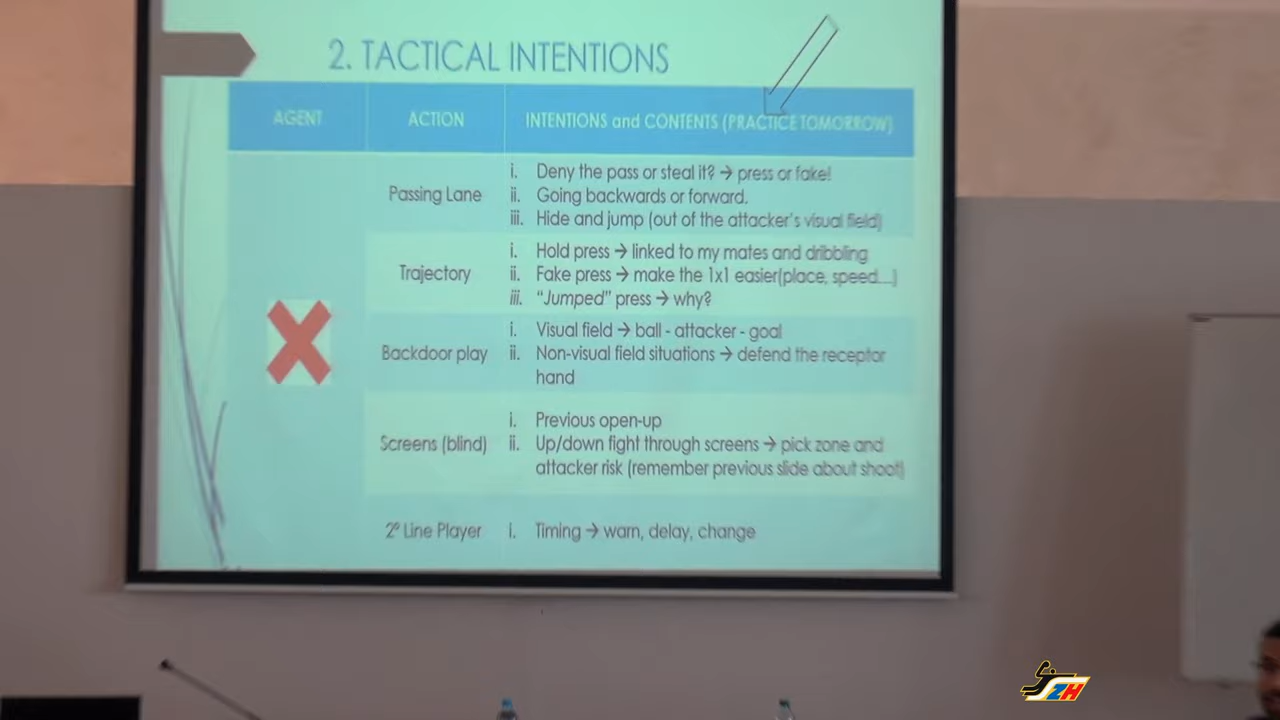 2. TACTICAL INTENTIONS
AGENT ACTION INTENTIONS and CONTENTS (PRACTICE TOMORROW)
Passing Lane
i. Deny the pass or steal it? → press or fake!
ii. Going backwards or forward.
iii. Hide and jump (out of the attacker's visual field)
Trajectory
i. Hold press → linked to my mates and dribbling
ii. Fake press → make the 1x1 easier(place, speed...)
iii. “Jumped” press → why?
Backdoor play
i. Visual field → ball - attacker - goal
ii. Non-visual field situations → defend the receptor
hand
Screens (blind)
i. Previous open-up
ii. Up/down fight through screens → pick zone and
attacker risk (remember previous slide about shoot)
2º Line Player
i. Timing → warn, delay, change
ZH